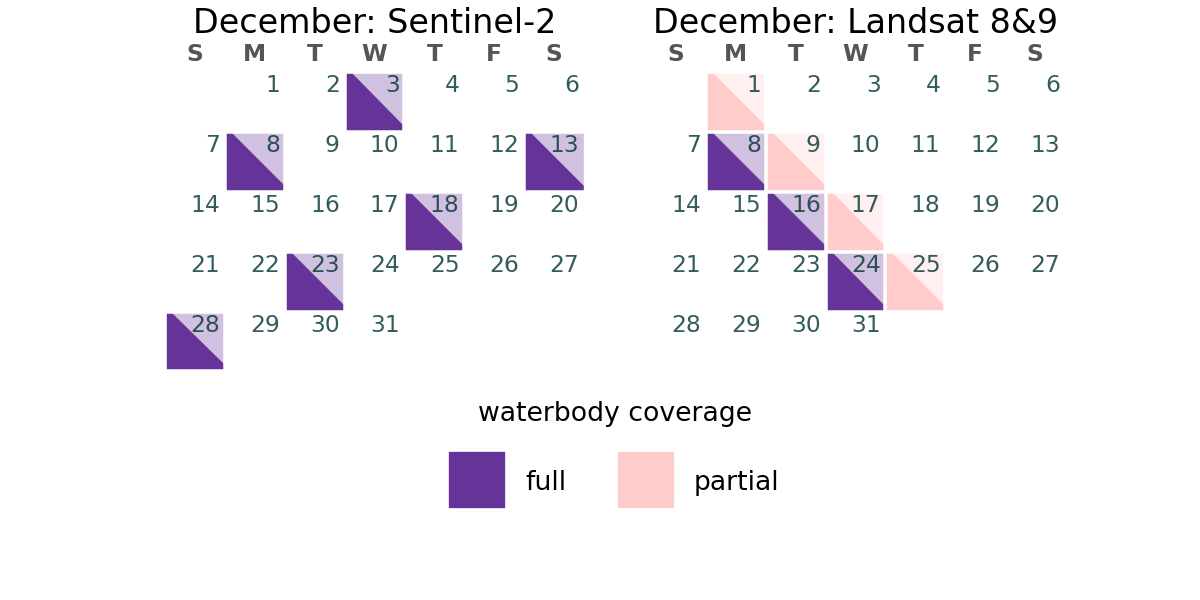 December: Sentinel-2
S M T W T F S
1 2 3 4 5 6
7 8 9 10 11 12 13
14 15 16 17 18 19 20
21 22 23 24 25 26 27
28 29 30 31
December: Landsat 8&9
S M T W T F S
1 2 3 4 5 6
7 8 9 10 11 12 13
14 15 16 17 18 19 20
21 22 23 24 25 26 27
28 29 30 31
waterbody coverage
full partial